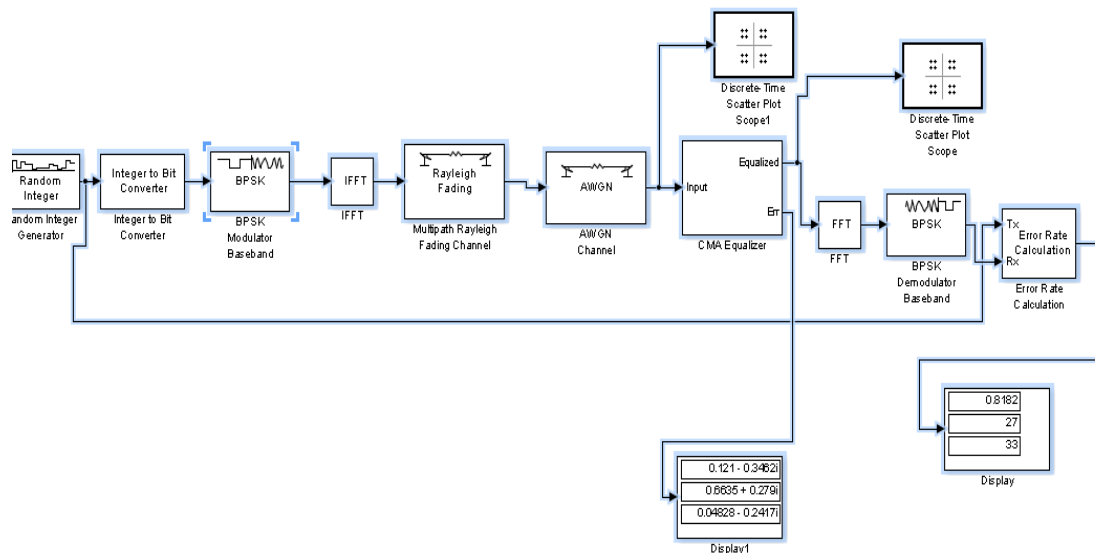 Discrete-Time
Scatter Plot
Scope1
Discrete-Time
Scatter Plot
Scope
Random
Integer
andom Integer
Generator
Integer to Bit
Converter
Integer to Bit
Converter
BPSK
BPSK
Modulator
Baseband
IFFT
IFFT
Rayleigh
Fading
Multipath Rayleigh
Fading Channel
AWGN
AWGN
Channel
Input
Equalized
Err
CMA Equalizer
FFT
FFT
BPSK
BPSK
Demodulator
Baseband
Tx
Rx
Error Rate
Calculation
Error Rate
Calculation
0.8182
27
33
Display
0.121 - 0.3462i
0.6635 + 0.279i
0.04828 - 0.2417i
Display1